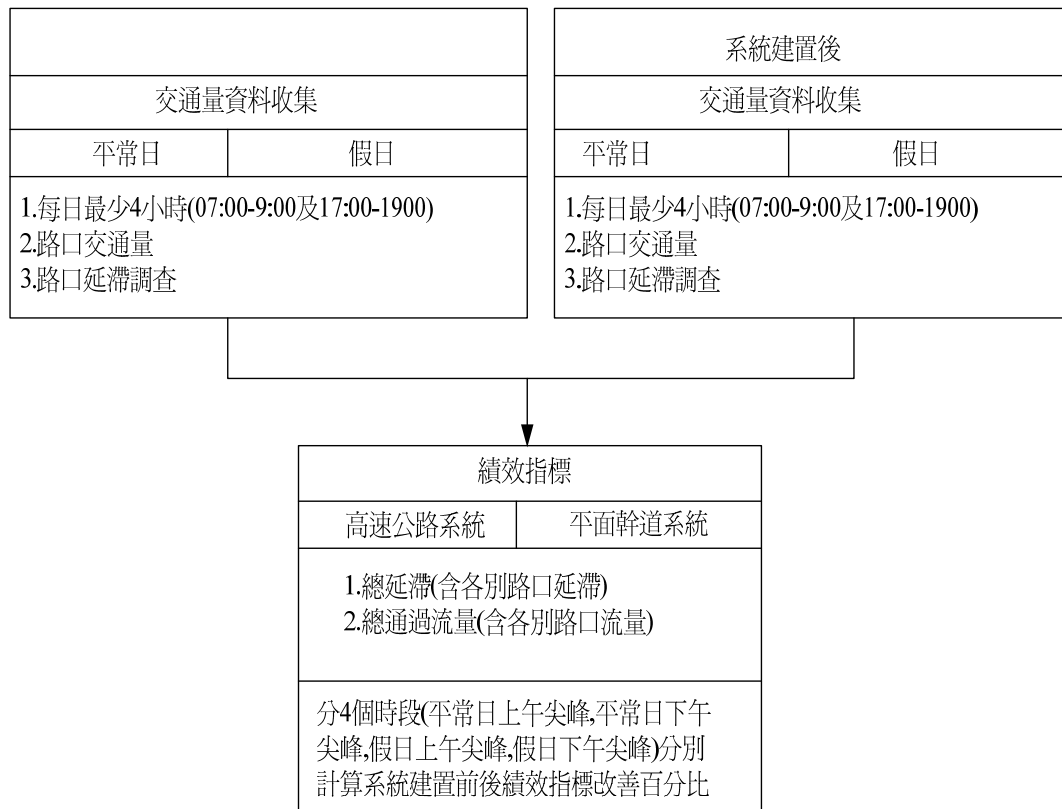 系統建置後
交通量資料收集
交通量資料收集
平常日
假日
平常日
假日
1.每日最少4小時(07:00-9:00及17:00-1900)
2.路口交通量
3.路口延滯調查
1.每日最少4小時(07:00-9:00及17:00-1900)
2.路口交通量
3.路口延滯調查
績效指標
高速公路系統
平面幹道系統
1.總延滯(含各別路口延滯)
2.總通過流量(含各別路口流量)
分4個時段(平常日上午尖峰,平常日下午
尖峰,假日上午尖峰,假日下午尖峰)分別
計算系統建置前後績效指標改善百分比